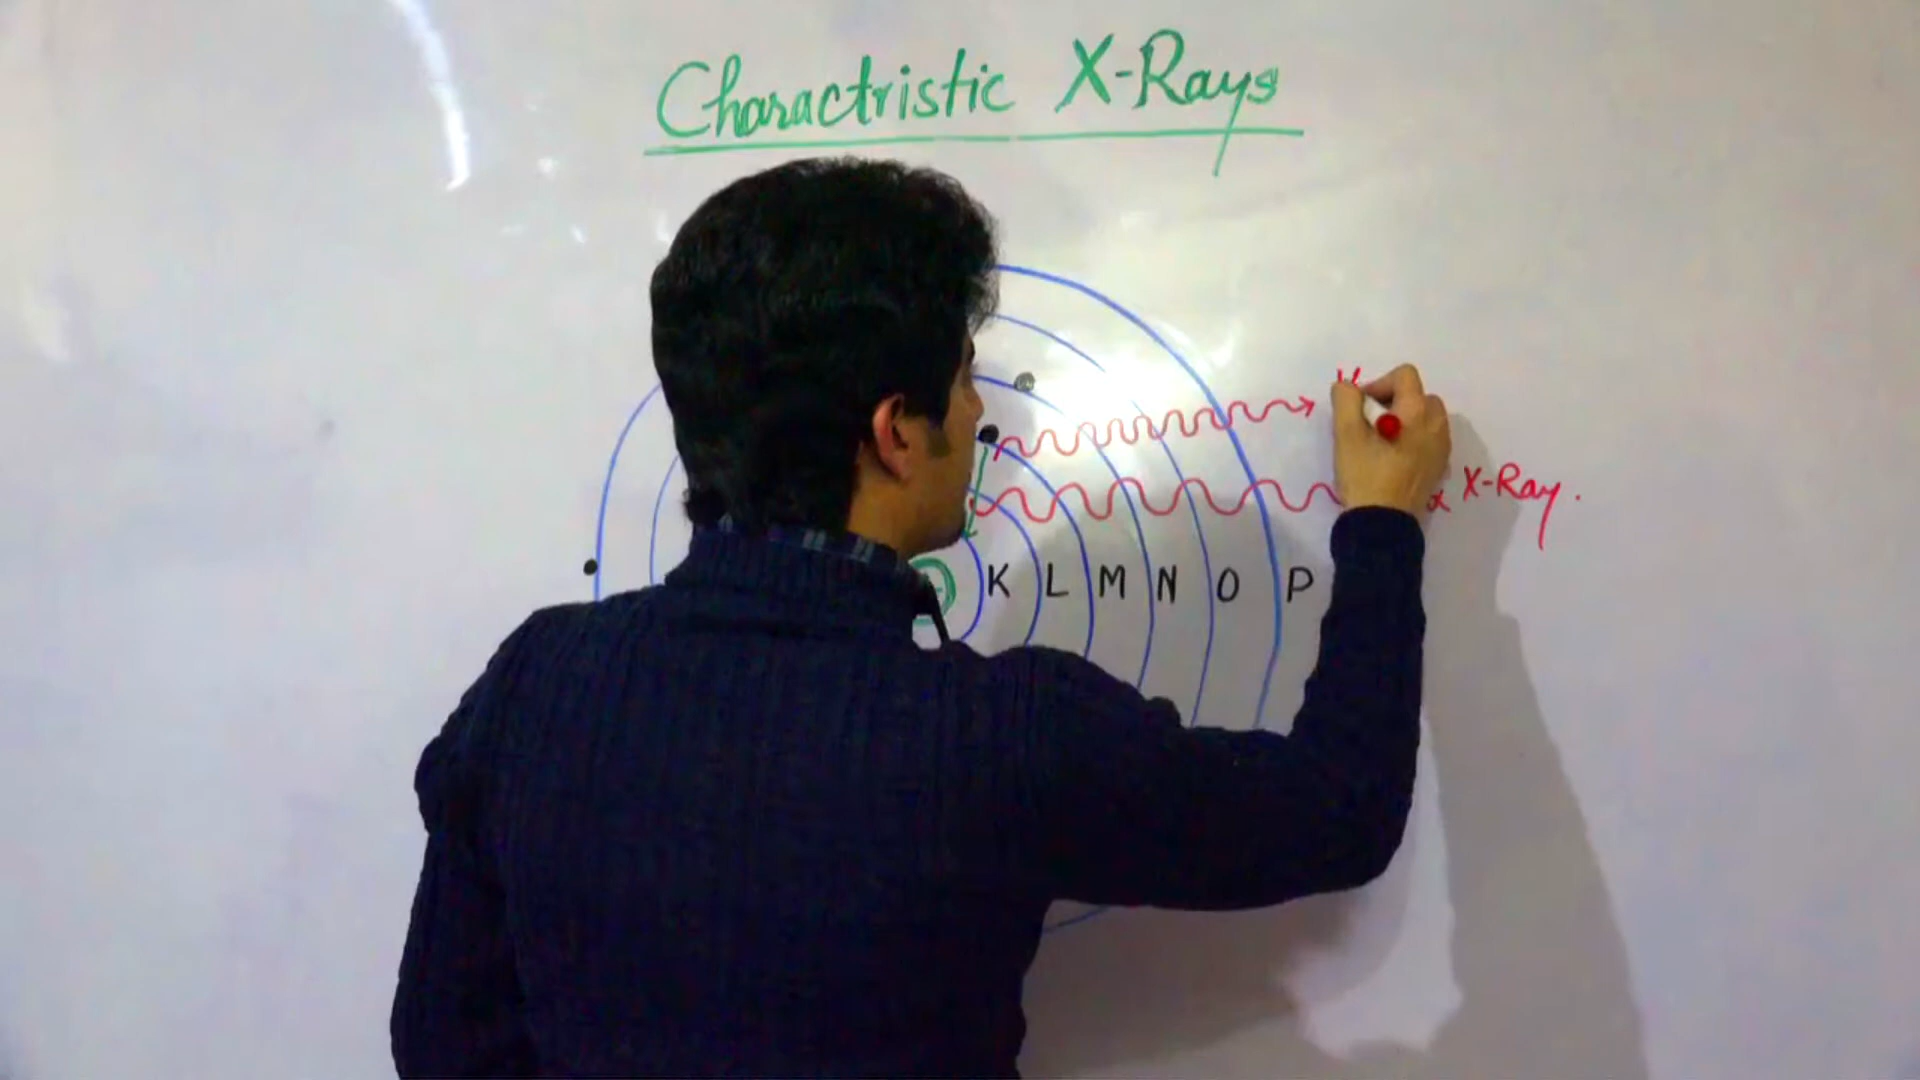 Charactristic X-Rays
α X-Ray.
K L M N O P